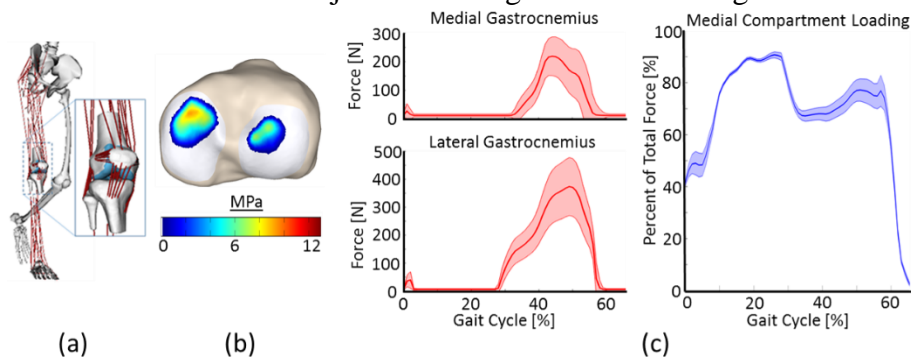 Medial Gastrocnemius
Medial Compartment Loading
300
200
100
0
Force [N]
Lateral Gastrocnemius
500
400
300
200
100
0
Force [N]
0 20 40 60
Gait Cycle [%]
100
80
60
40
20
0
Percent of Total Force [%]
0 20 40 60
Gait Cycle [%]
MPa
0 6 12
(a) (b) (c)